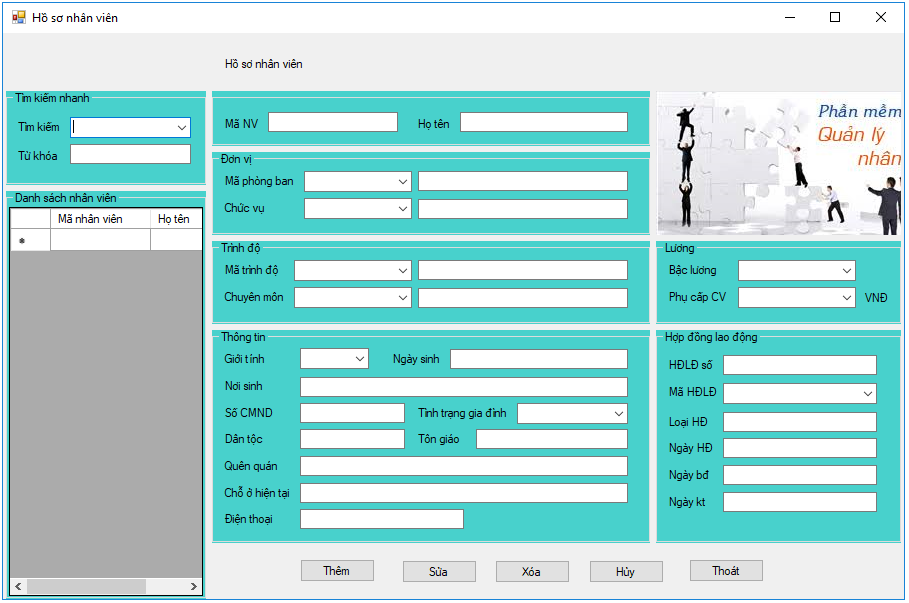 Hồ sơ nhân viên
Hồ sơ nhân viên
Tìm kiếm nhanh
Tìm kiếm
Từ khóa
Danh sách nhân viên
Mã nhân viên Họ tên
Mã NV Họ tên
Đơn vị
Mã phòng ban
Chức vụ
Trình độ
Mã trình độ
Chuyên môn
Thông tin
Giới tính Ngày sinh
Nơi sinh
Số CMND Tình trạng gia đình
Dân tộc Tôn giáo
Quên quán
Chỗ ở hiện tại
Điện thoại
Phần mềm
Quản lý
nhân
Lương
Bậc lương
Phụ cấp CV VNĐ
Hợp đồng lao động
HĐLĐ số
Mã HĐLĐ
Loại HĐ
Ngày HĐ
Ngày bđ
Ngày kt
Thêm Sửa Xóa Hủy Thoát